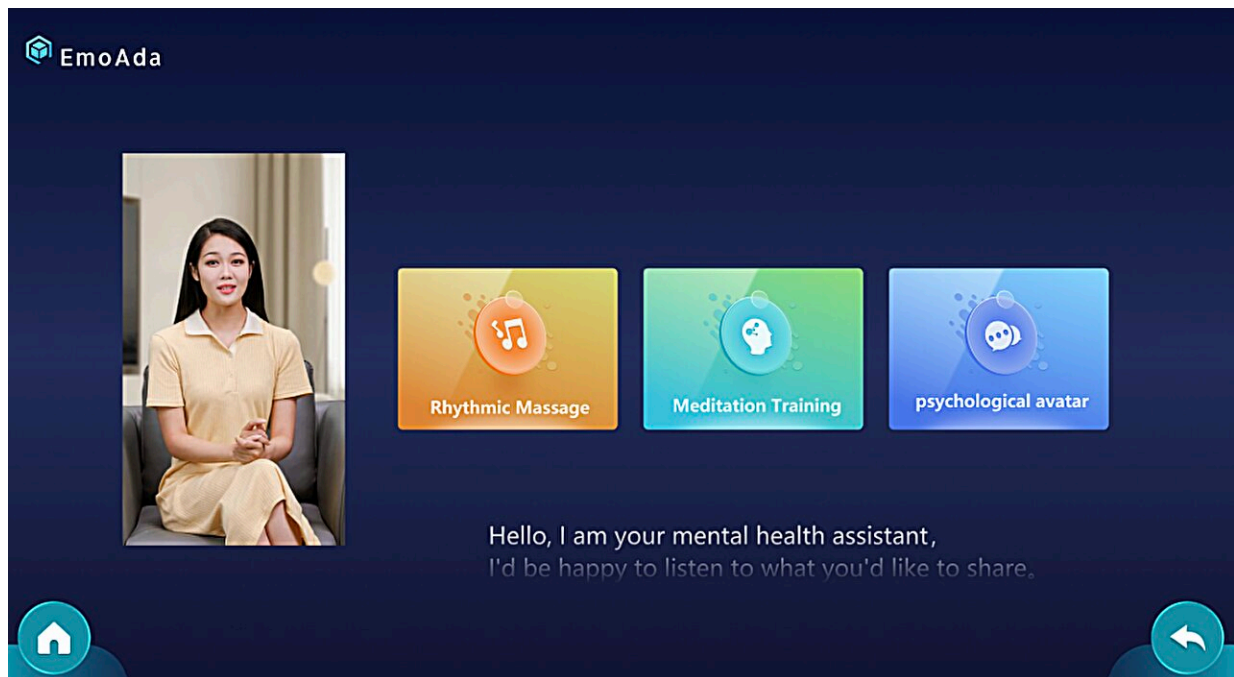 EmoAda
Rhythmic Massage
Meditation Training
psychological avatar
Hello, I am your mental health assistant,
I'd be happy to listen to what you'd like to share。